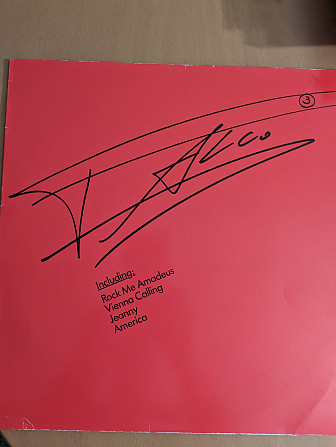 3
FALCO
Including:
Rock Me Amadeus
Vienna Calling
Jeanny
America